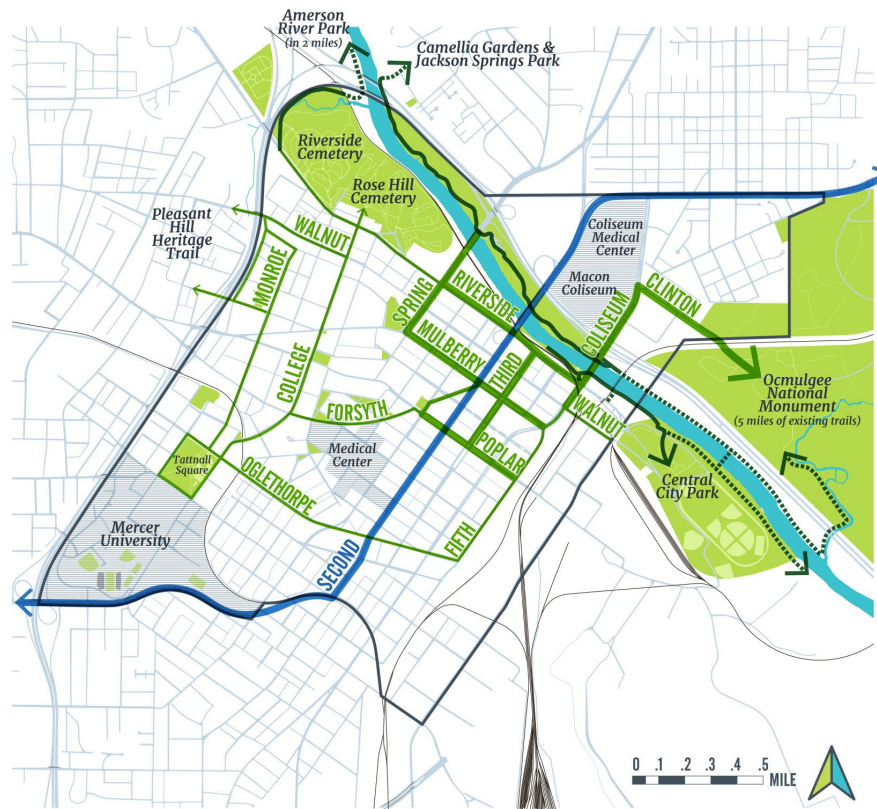 Amerson
River Park
(in 2 miles)
Camellia Gardens &
Jackson Springs Park
Riverside
Cemetery
Rose Hill
Cemetery
Pleasant
Hill
Heritage
Trail
WALNUT
MONROE
Coliseum
Medical
Center
Macon
Coliseum
SPRING
RIVERSIDE
COLISEUM
CLINTON
MULBERRY
THIRD
COLLEGE
FORSYTH
WALNUT
Ocmulgee
National
Monument
(5 miles of existing trails)
Tattnall
Square
Medical
Center
POPLAR
OGLETHORPE
Central
City Park
Mercer
University
SECOND
FIFTH
0 .1 .2 .3 .4 .5
MILE